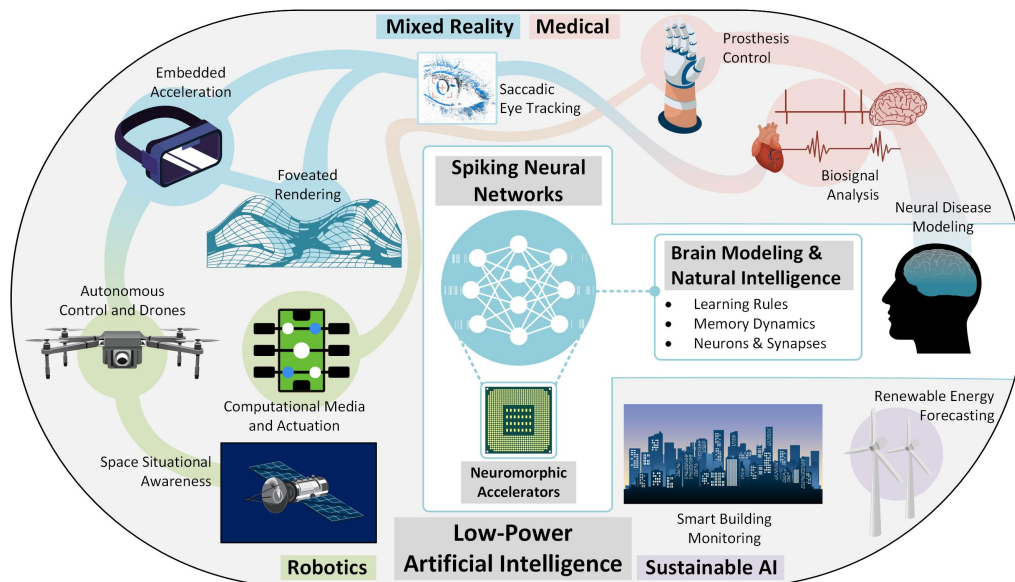 Mixed Reality
Medical
Embedded
Acceleration
Saccadic
Eye Tracking
Prosthesis
Control
Foveated
Rendering
Spiking Neural
Networks
Biosignal
Analysis
Neural Disease
Modeling
Brain Modeling &
Natural Intelligence
• Learning Rules
• Memory Dynamics
• Neurons & Synapses
Autonomous
Control and Drones
Computational Media
and Actuation
Space Situational
Awareness
Neuromorphic
Accelerators
Renewable Energy
Forecasting
Smart Building
Monitoring
Robotics
Low-Power
Artificial Intelligence
Sustainable AI